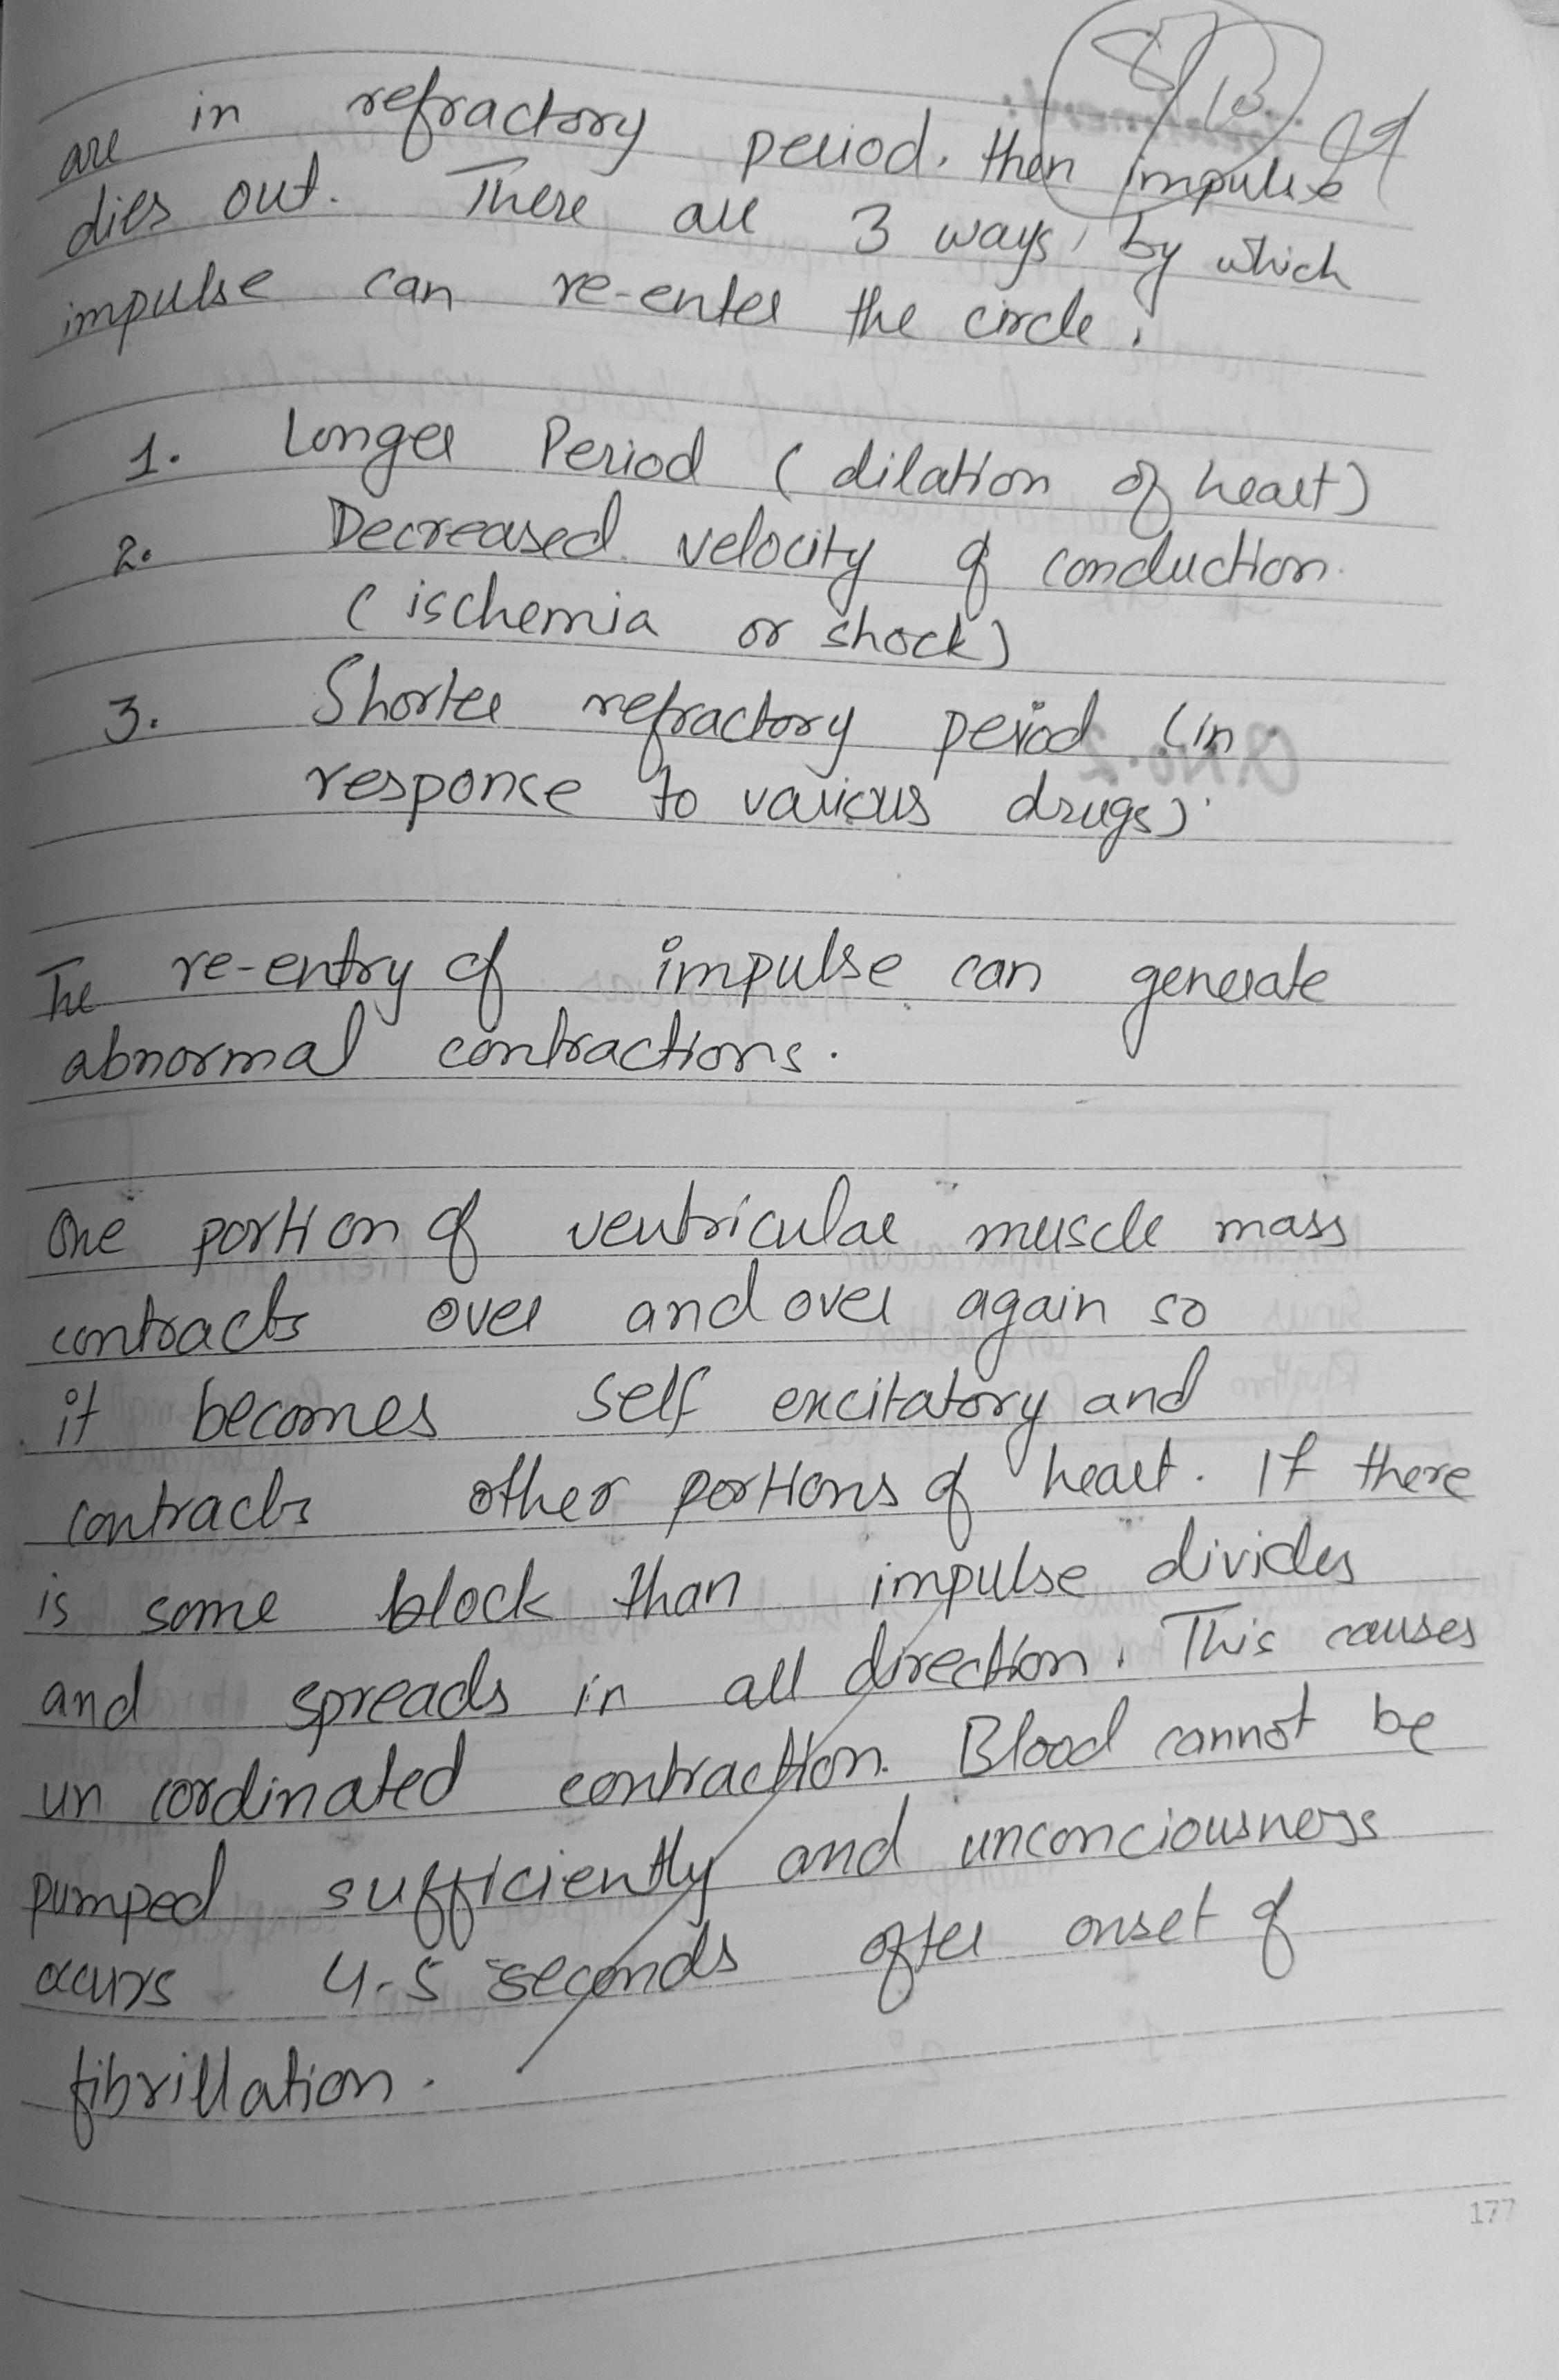 are in refractory period. then impulse
dies out. There are 3 ways, by which
impulse can re-enter the circle.
1. Longer Period (dilation of heart)
2. Decreased velocity of conduction.
(ischemia or shock)
3. Shorter refractory period (in
responce to various drugs).
The re-entry of impulse can generate
abnormal contractions.
One portion of ventricular muscle mass
contracts over and over again so
it becomes self excitatory and
contracts other portions of heart. If there
is some block than impulse divides
and spreads in all direction. This causes
un cordinated contraction. Blood cannot be
pumped sufficiently and unconciousness
occurs 4-5 seconds after onset of
fibrillation.
177